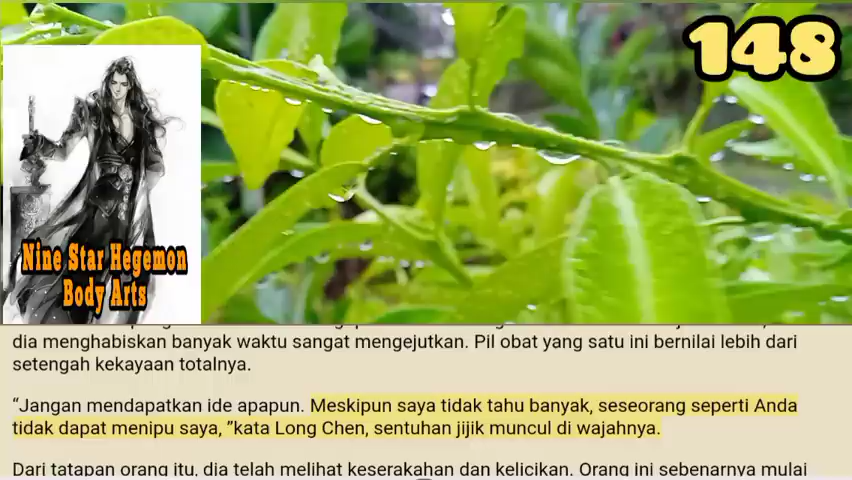 148
Nine Star Hegemon
Body Arts
dia menghabiskan banyak waktu sangat mengejutkan. Pil obat yang satu ini bernilai lebih dari
setengah kekayaan totalnya.
“Jangan mendapatkan ide apapun. Meskipun saya tidak tahu banyak, seseorang seperti Anda
tidak dapat menipu saya, ”kata Long Chen, sentuhan jijik muncul di wajahnya.
Dari tatapan orang itu, dia telah melihat keserakahan dan kelicikan. Orang ini sebenarnya mulai